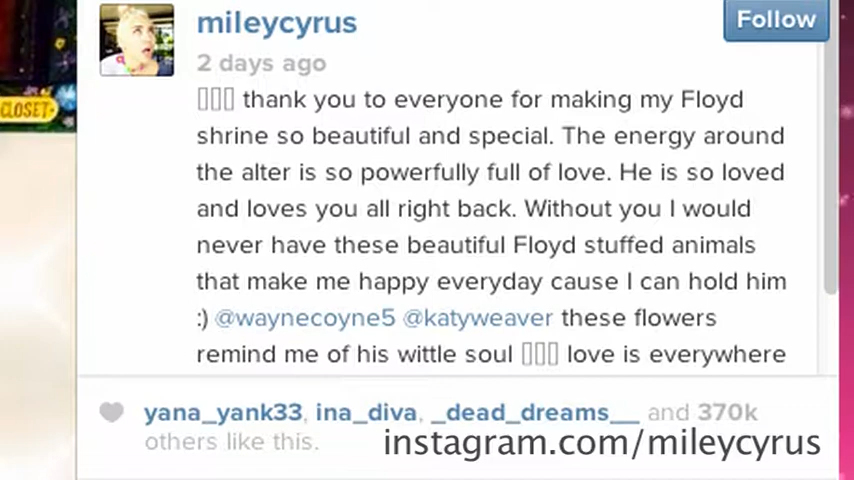 mileycyrus
Follow
2 days ago
CLOSET
▯▯▯ thank you to everyone for making my Floyd
shrine so beautiful and special. The energy around
the alter is so powerfully full of love. He is so loved
and loves you all right back. Without you I would
never have these beautiful Floyd stuffed animals
that make me happy everyday cause I can hold him
:) @waynecoyne5 @katyweaver these flowers
remind me of his wittle soul ▯▯▯ love is everywhere
yana_yank33, ina_diva, _dead_dreams__ and 370k
others like this.
instagram.com/mileycyrus